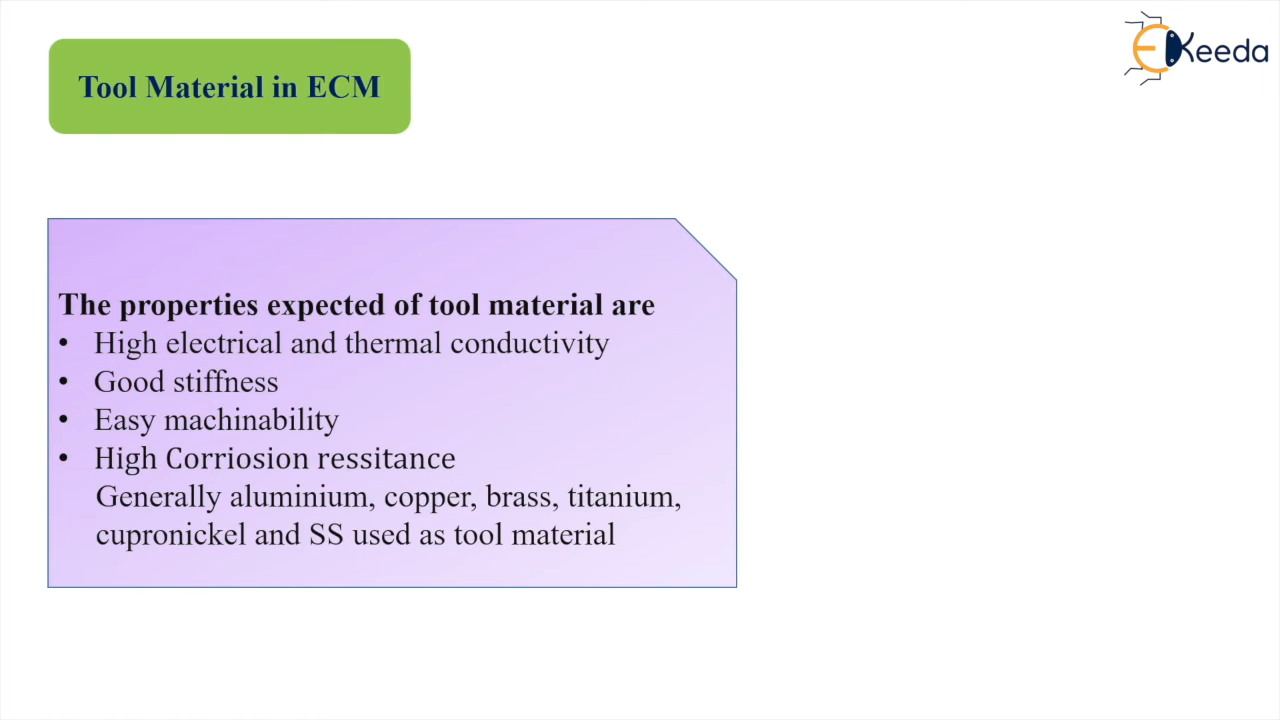 Tool Material in ECM
EKeeda
The properties expected of tool material are
• High electrical and thermal conductivity
• Good stiffness
• Easy machinability
• High Corriosion ressitance
Generally aluminium, copper, brass, titanium,
cupronickel and SS used as tool material